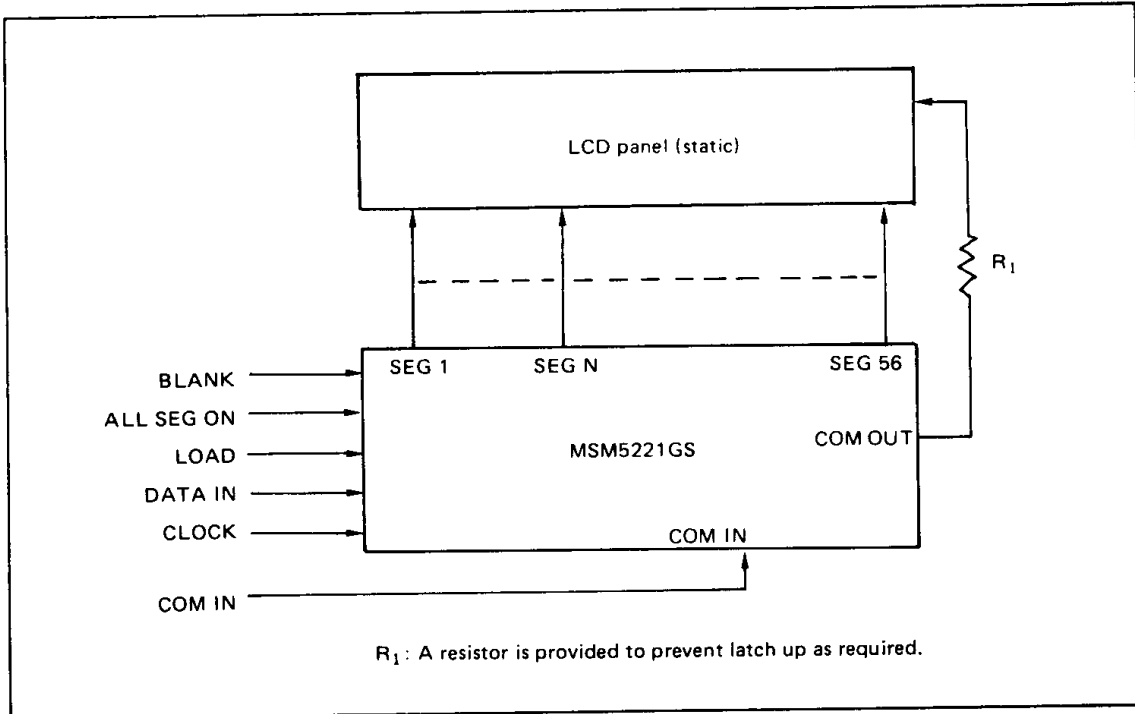 LCD panel (static)
R₁
SEG 1 SEG N SEG 56
BLANK
ALL SEG ON
COM OUT
LOAD
MSM5221GS
DATA IN
CLOCK
COM IN
COM IN
R₁ : A resistor is provided to prevent latch up as required.